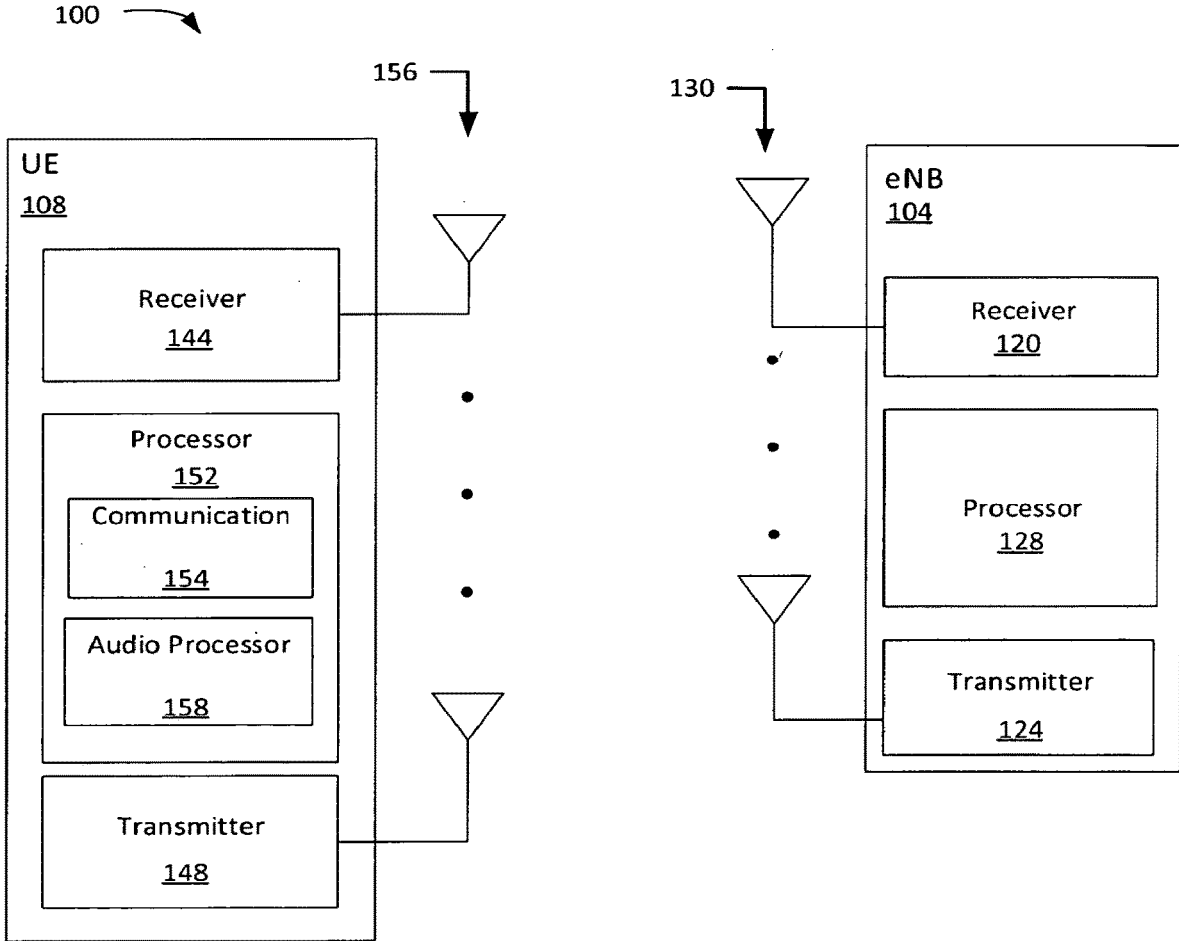 100
156
130
UE
108
Receiver
144
Processor
152
Communication
154
Audio Processor
158
Transmitter
148
eNB
104
Receiver
120
Processor
128
Transmitter
124